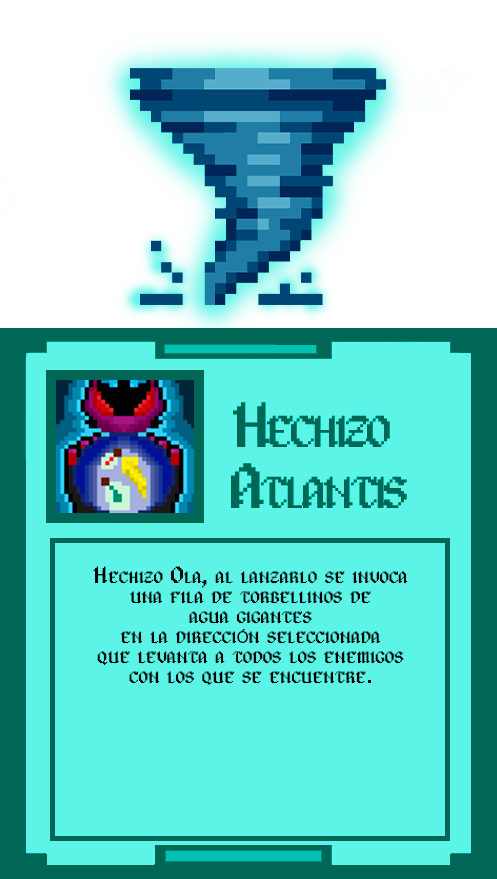 Hechizo
Atlantis
Hechizo Ola, al lanzarlo se invoca
una fila de torbellinos de
agua gigantes
en la dirección seleccionada
que levanta a todos los enemigos
con los que se encuentre.